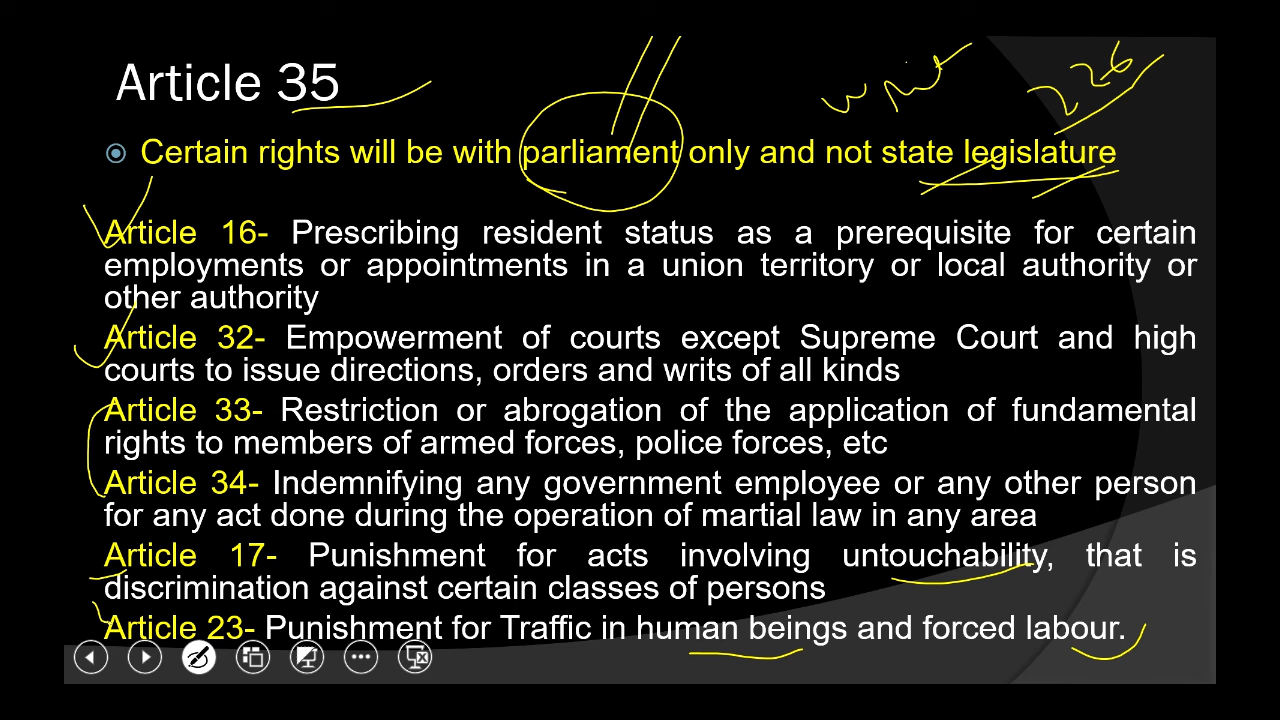 Article 35
writ
226
Certain rights will be with parliament only and not state legislature
Article 16- Prescribing resident status as a prerequisite for certain
employments or appointments in a union territory or local authority or
other authority
Article 32- Empowerment of courts except Supreme Court and high
courts to issue directions, orders and writs of all kinds
Article 33- Restriction or abrogation of the application of fundamental
rights to members of armed forces, police forces, etc
Article 34- Indemnifying any government employee or any other person
for any act done during the operation of martial law in any area
Article 17- Punishment for acts involving untouchability, that is
discrimination against certain classes of persons
Article 23- Punishment for Traffic in human beings and forced labour.